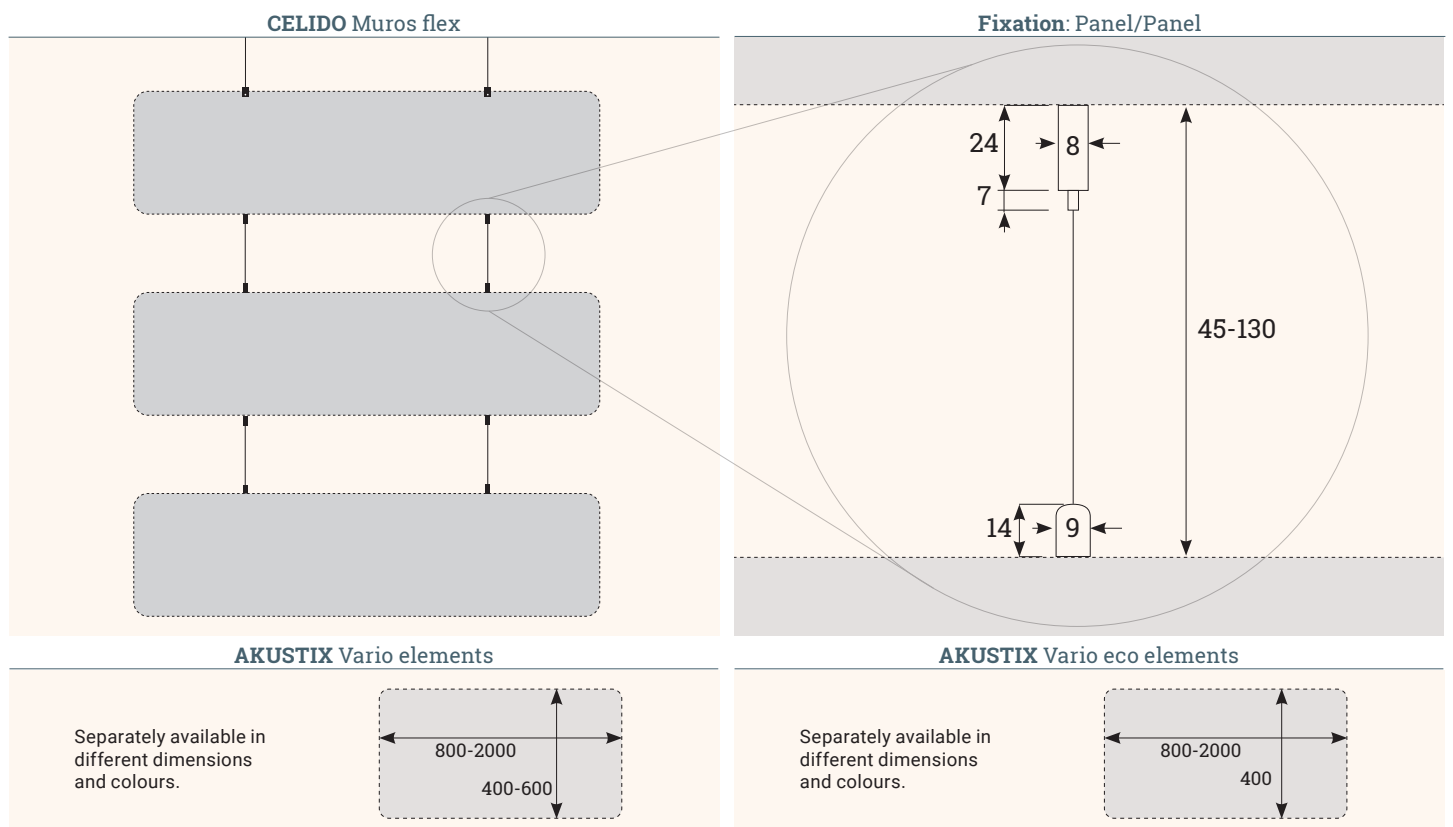 CELIDO Muros flex
Fixation: Panel/Panel
24
8
7
45-130
14
9
AKUSTIX Vario elements
Separately available in
different dimensions
and colours.
800-2000
400-600
AKUSTIX Vario eco elements
Separately available in
different dimensions
and colours.
800-2000
400